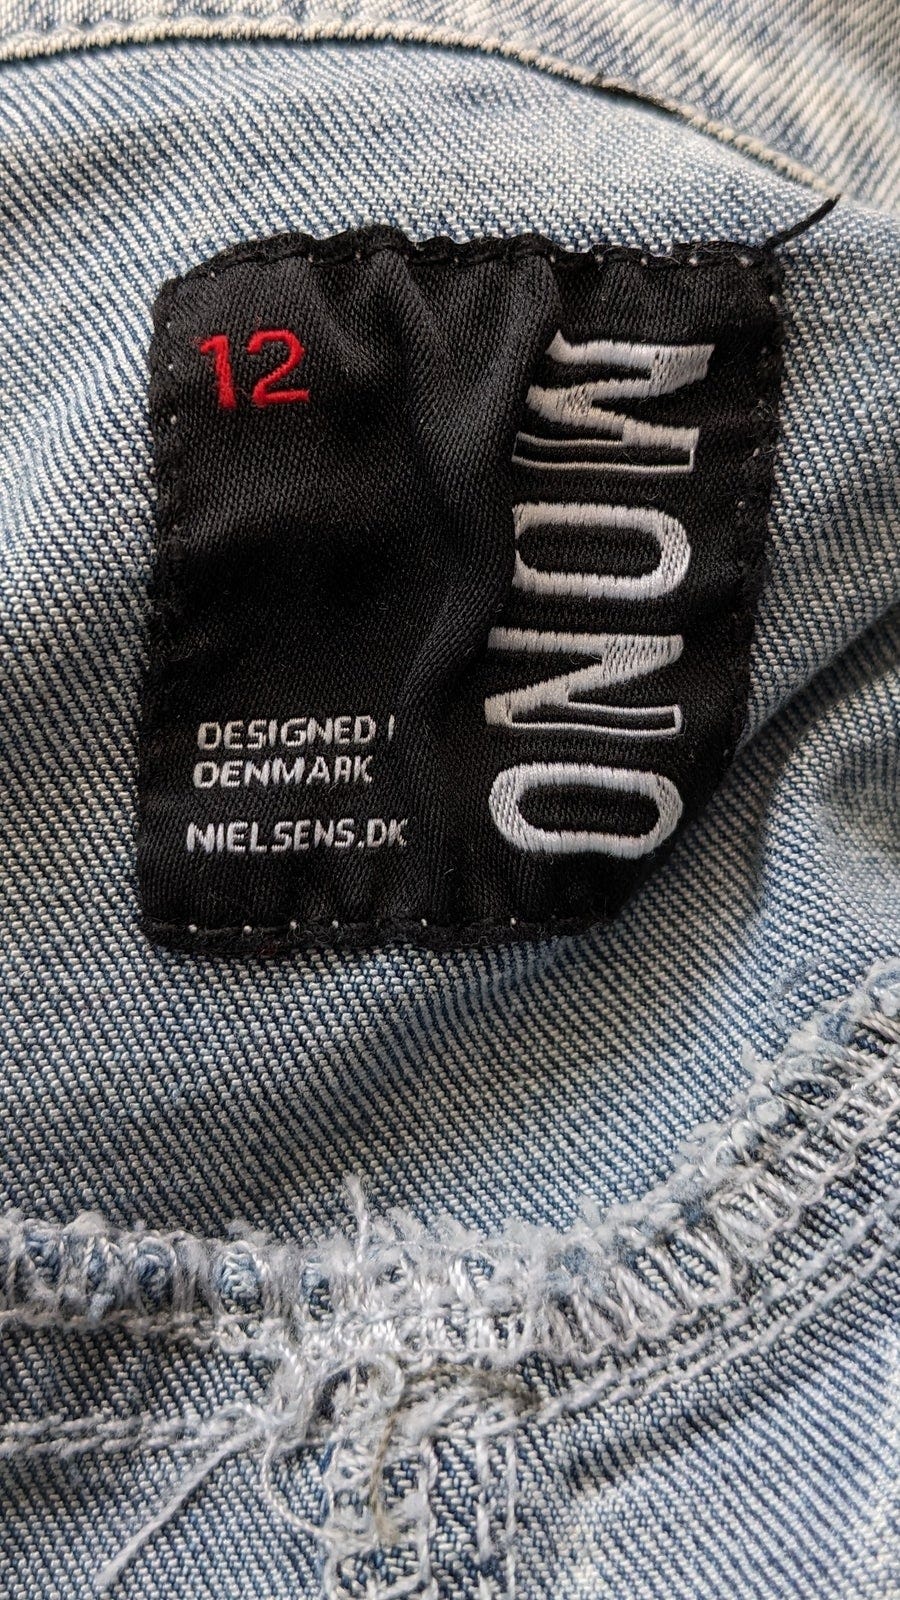 12
MONO
DESIGNED I
DENMARK
NIELSENS.DK